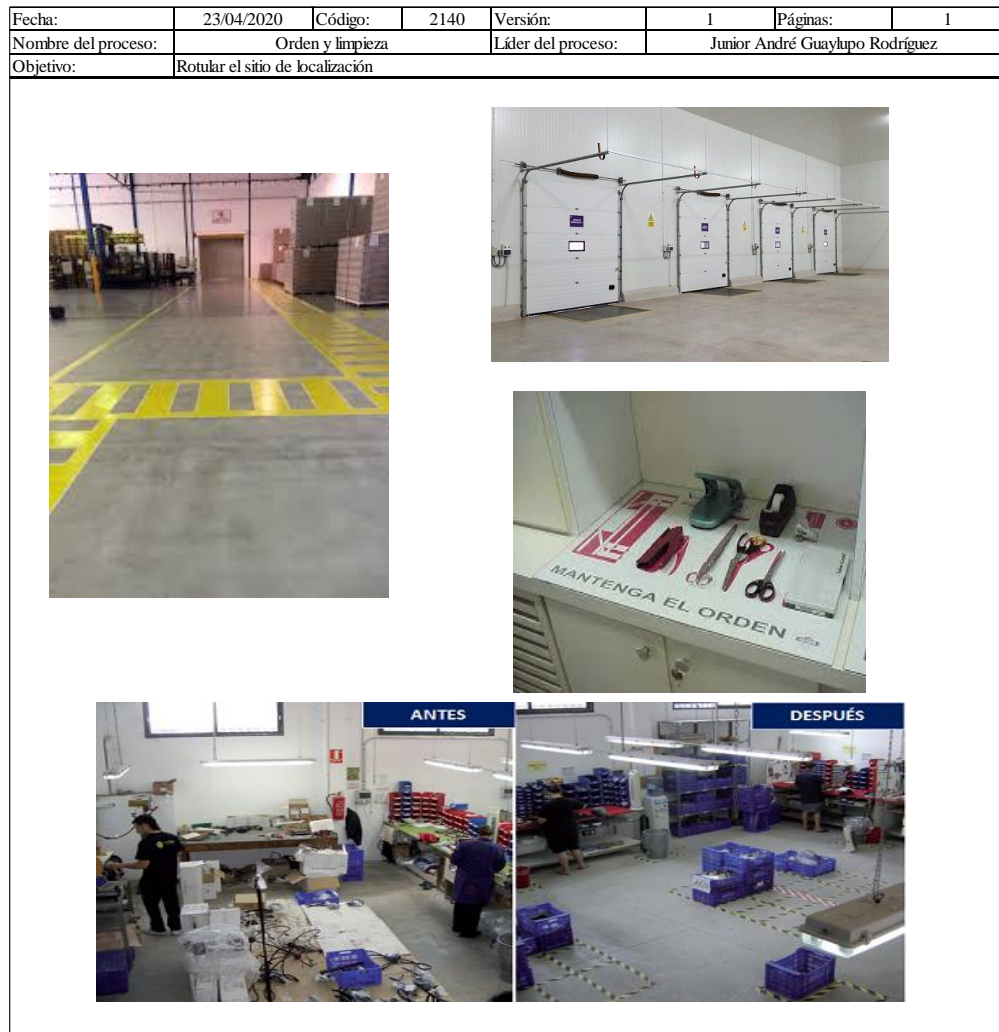 Fecha: 23/04/2020 Código: 2140 Versión: 1 Páginas: 1
Nombre del proceso: Orden y limpieza Líder del proceso: Junior André Guaylupo Rodríguez
Objetivo: Rotular el sitio de localización
MANTENGA EL ORDEN
ANTES
DESPUÉS